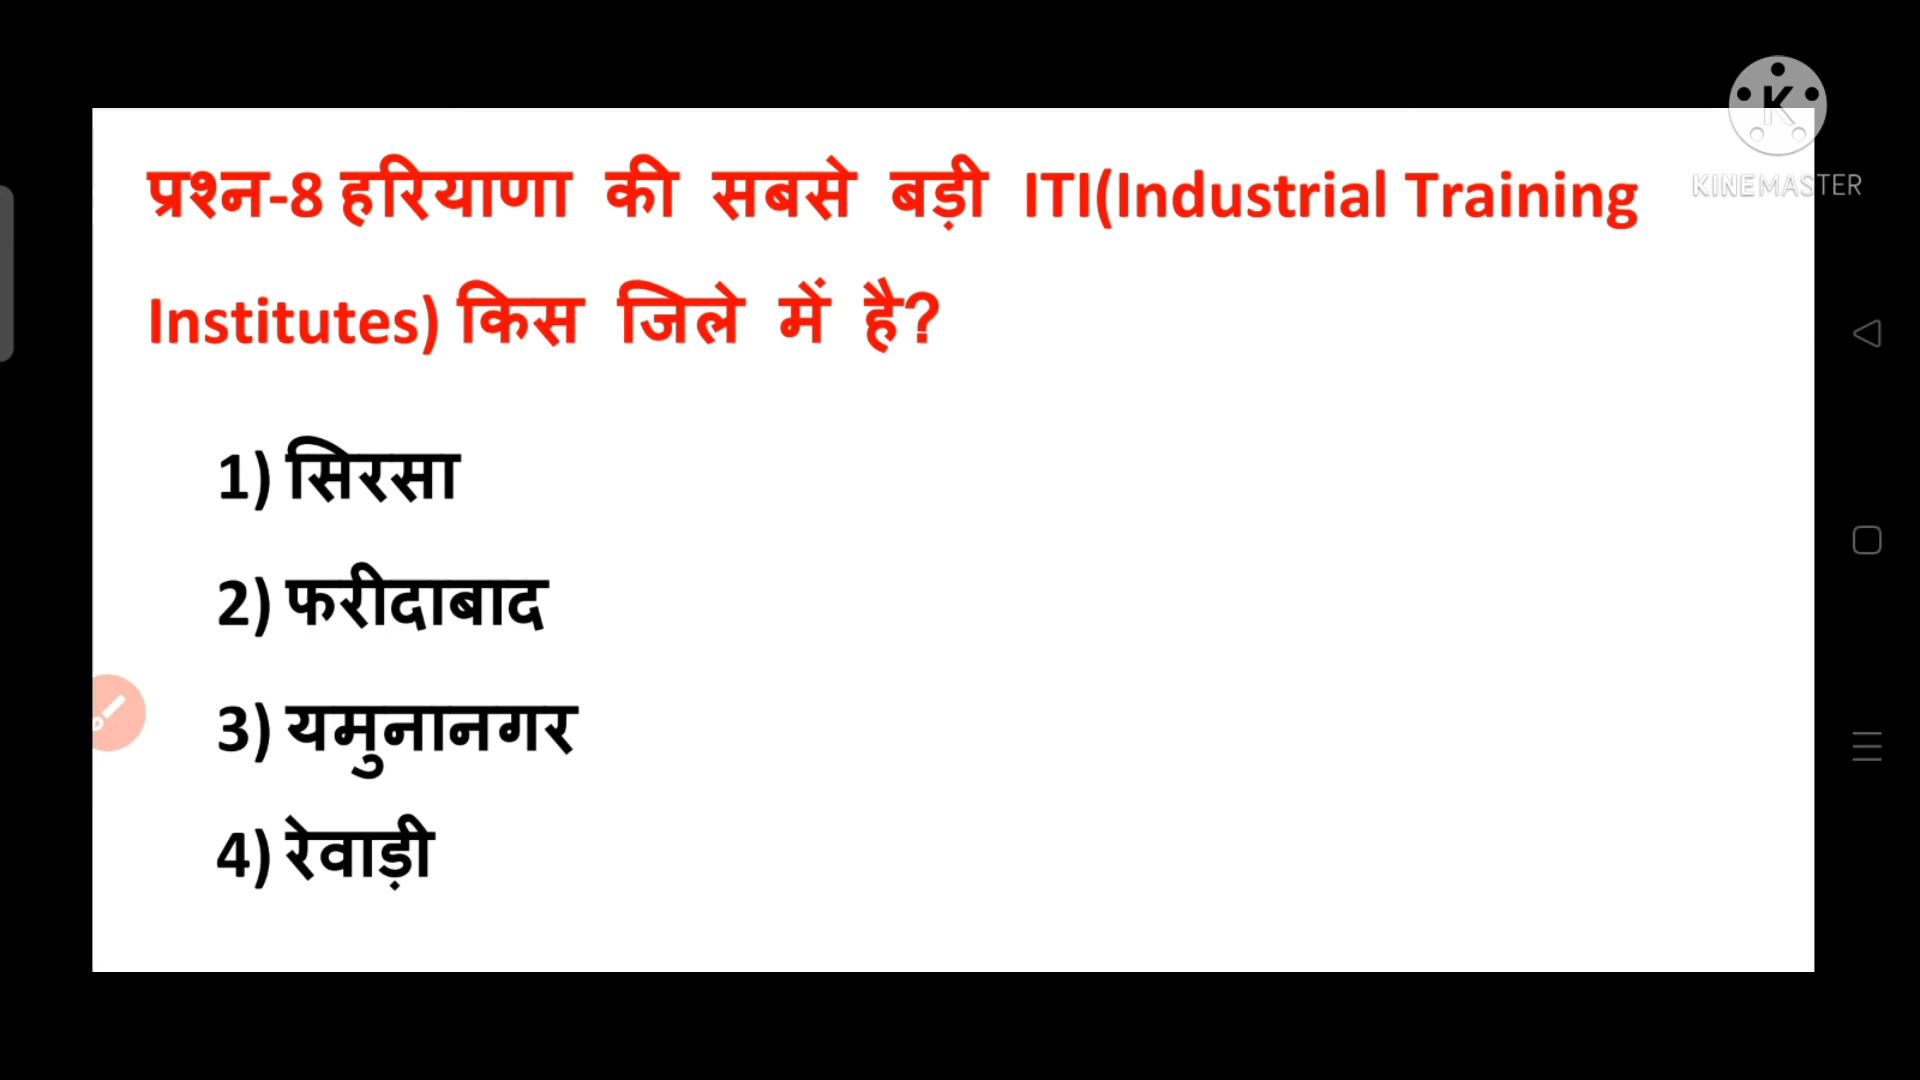 प्रश्न-8 हरियाणा की सबसे बड़ी ITI(Industrial Training
Institutes) किस जिले में है?
1) सिरसा
2) फरीदाबाद
3) यमुनानगर
4) रेवाड़ी
K
KINEMASTER